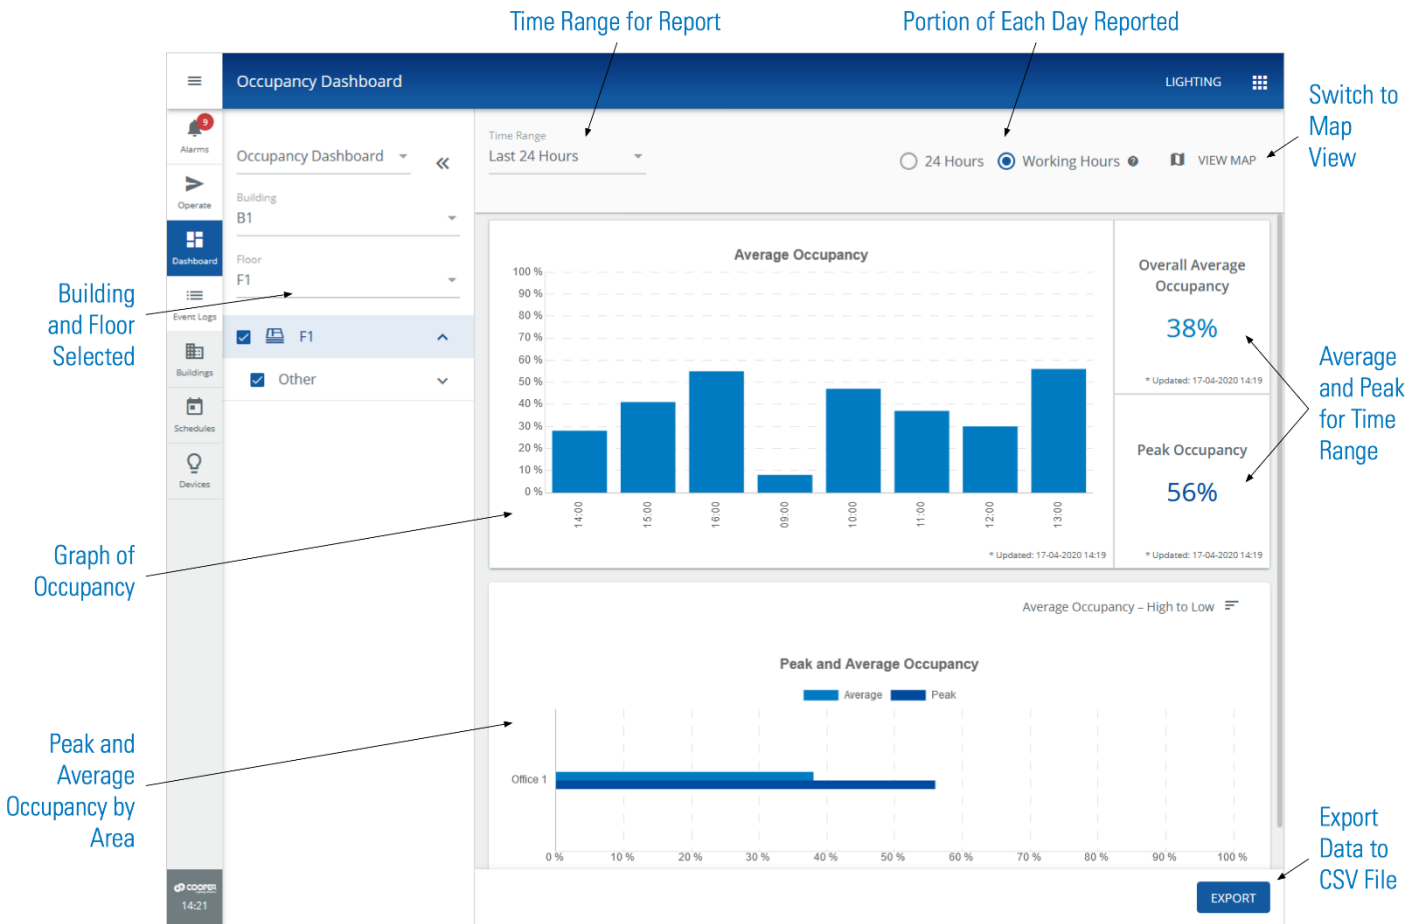 Time Range for Report
Portion of Each Day Reported
Occupancy Dashboard
LIGHTING
Switch to
Map
View
9
Alarms
Operate
Dashboard
Event Logs
Buildings
Schedules
Devices
Occupancy Dashboard
Building
B1
Floor
F1
F1
Other
Time Range
Last 24 Hours
24 Hours
Working Hours
?
VIEW MAP
Building
and Floor
Selected
Average Occupancy
100 %
90 %
80 %
70 %
60 %
50 %
40 %
30 %
20 %
10 %
0 %
14:00
15:00
16:00
09:00
10:00
11:00
12:00
13:00
* Updated: 17-04-2020 14:19
Overall Average
Occupancy
38%
* Updated: 17-04-2020 14:19
Peak Occupancy
56%
* Updated: 17-04-2020 14:19
Average
and Peak
for Time
Range
Graph of
Occupancy
Average Occupancy – High to Low
Peak and Average Occupancy
Average
Peak
Office 1
0 %
10 %
20 %
30 %
40 %
50 %
60 %
70 %
80 %
90 %
100 %
Peak and
Average
Occupancy by
Area
Export
Data to
CSV File
EXPORT
COOPER
14:21